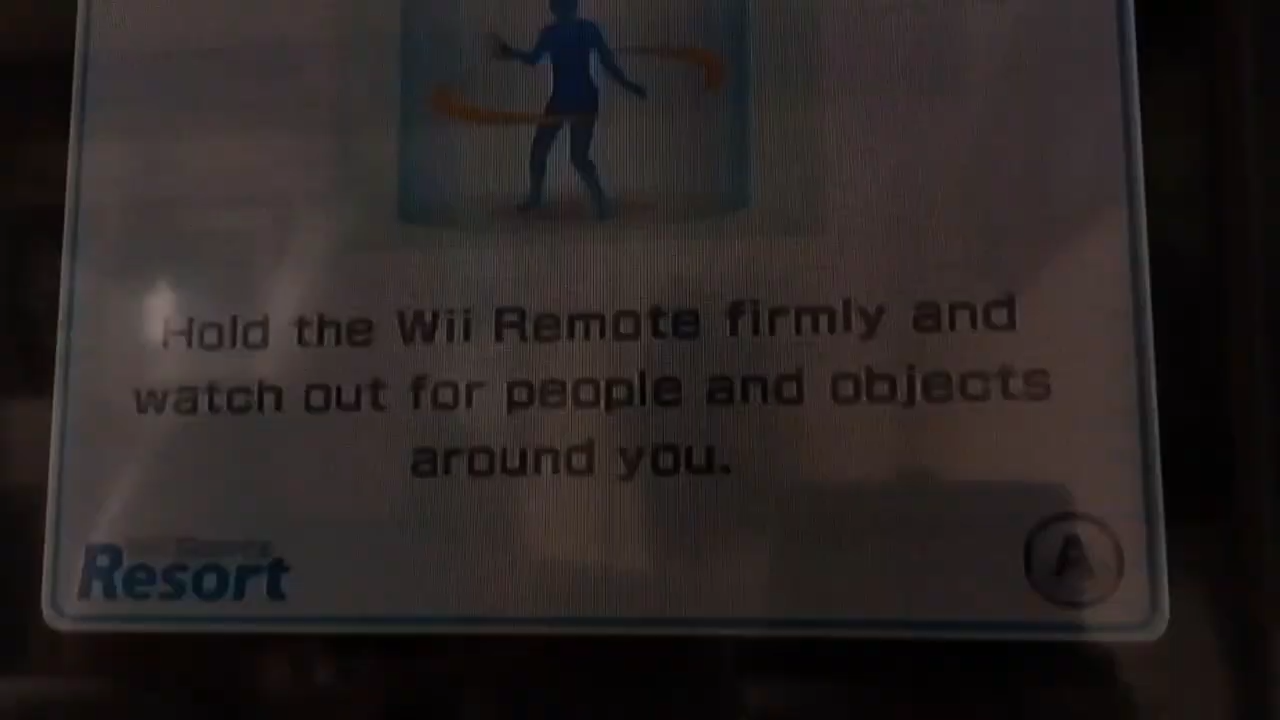 Hold the Wii Remote firmly and
watch out for people and objects
around you.
Resort
A